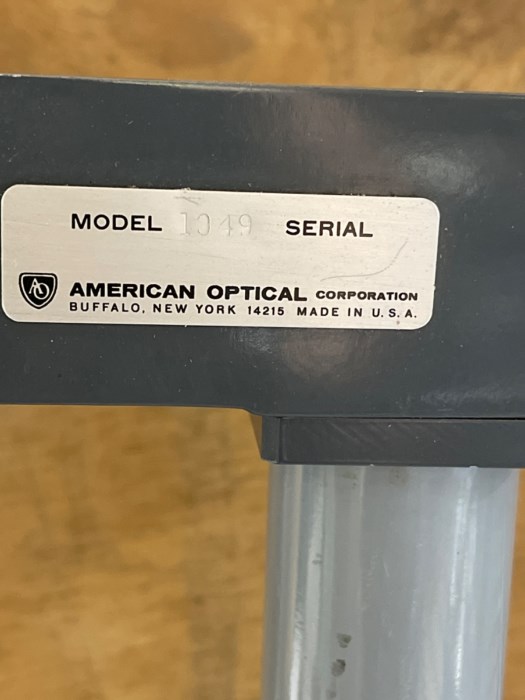 MODEL 1049 SERIAL
AO AMERICAN OPTICAL CORPORATION
BUFFALO, NEW YORK 14215 MADE IN U.S.A.